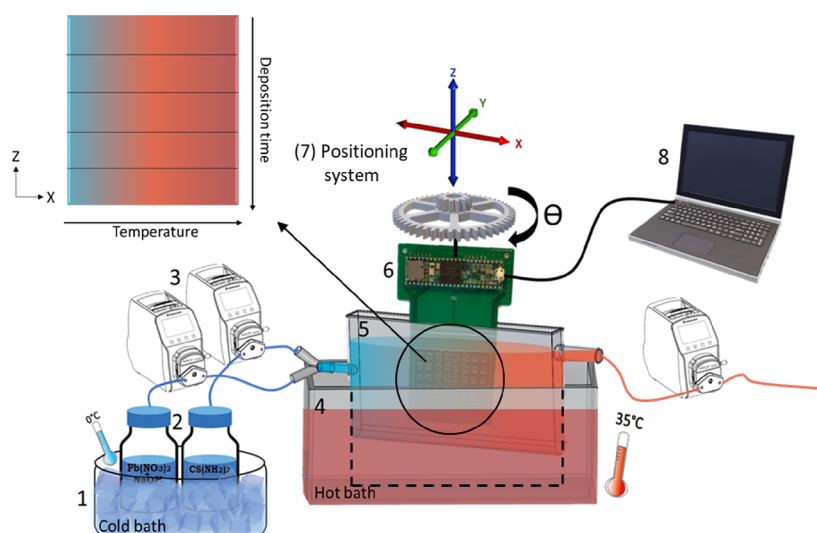 Deposition time
Z
X
Temperature
Z
Y
X
(7) Positioning
system
Θ
8
6
3
5
4
2
0°C
Pb(NO3)2
+
NaOH
CS(NH2)2
1
Cold bath
Hot bath
35°C